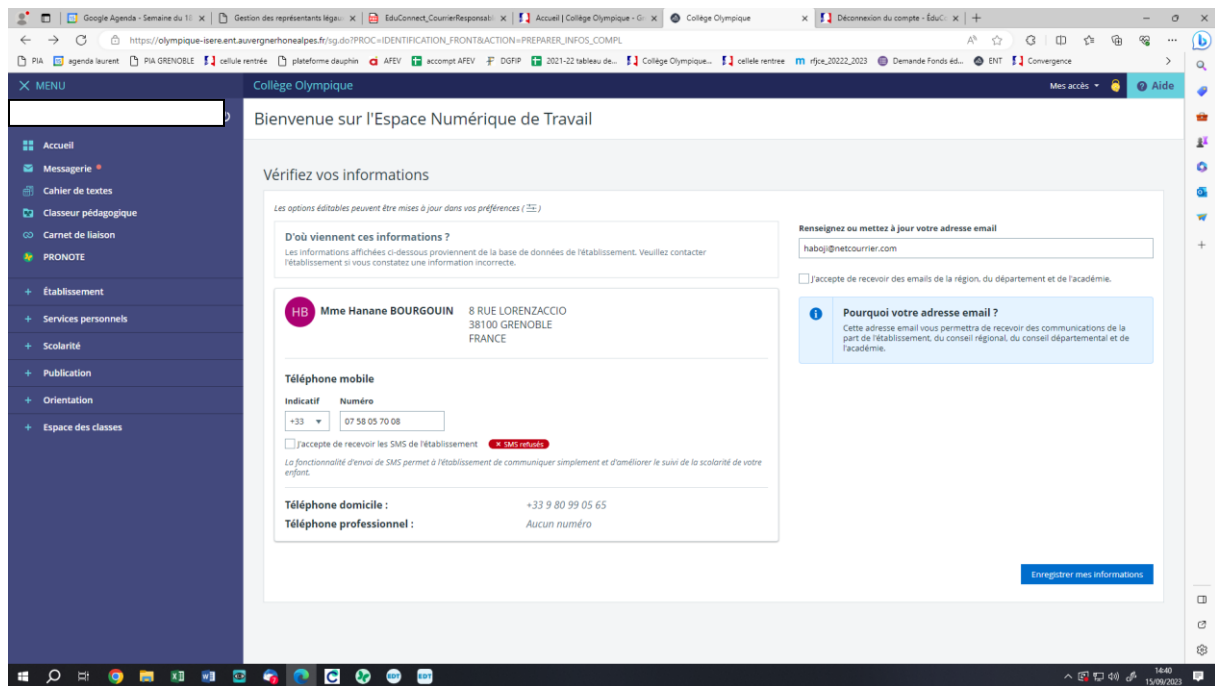 Google Agenda - Semaine du 18
Gestion des représentants légau
EduConnect_CourrierResponsabl
Accueil | Collège Olympique - Gr
Collège Olympique
Déconnexion du compte - ÉduCo
https://olympique-isere.ent.auvergnerhonealpes.fr/sg.do?PROC=IDENTIFICATION_FRONT&ACTION=PREPARER_INFOS_COMPL
PIA
agenda laurent
PIA GRENOBLE
cellule rentrée
plateforme dauphin
AFEV
accompt AFEV
DGFIP
2021-22 tableau de...
Collège Olympique...
cellele rentree
rfjce_20222_2023
Demande Fonds éd...
ENT
Convergence
MENU
Collège Olympique
Mes accès
Aide
Bienvenue sur l'Espace Numérique de Travail
Accueil
Messagerie
Cahier de textes
Classeur pédagogique
Carnet de liaison
PRONOTE
Établissement
Services personnels
Scolarité
Publication
Orientation
Espace des classes
Vérifiez vos informations
Les options éditables peuvent être mises à jour dans vos préférences ( )
D'où viennent ces informations ?
Les informations affichées ci-dessous proviennent de la base de données de l'établissement. Veuillez contacter
l'établissement si vous constatez une information incorrecte.
HB
Mme Hanane BOURGOUIN
8 RUE LORENZACCIO
38100 GRENOBLE
FRANCE
Téléphone mobile
Indicatif Numéro
+33 07 58 05 70 08
J'accepte de recevoir les SMS de l'établissement
SMS refusés
La fonctionnalité d'envoi de SMS permet à l'établissement de communiquer simplement et d'améliorer le suivi de la scolarité de votre
enfant.
Téléphone domicile : +33 9 80 99 05 65
Téléphone professionnel : Aucun numéro
Renseignez ou mettez à jour votre adresse email
haboji@netcourrier.com
J'accepte de recevoir des emails de la région, du département et de l'académie.
Pourquoi votre adresse email ?
Cette adresse email vous permettra de recevoir des communications de la
part de l'établissement, du conseil régional, du conseil départemental et de
l'académie.
Enregistrer mes informations
EDT
EDT
14:40
15/09/2023